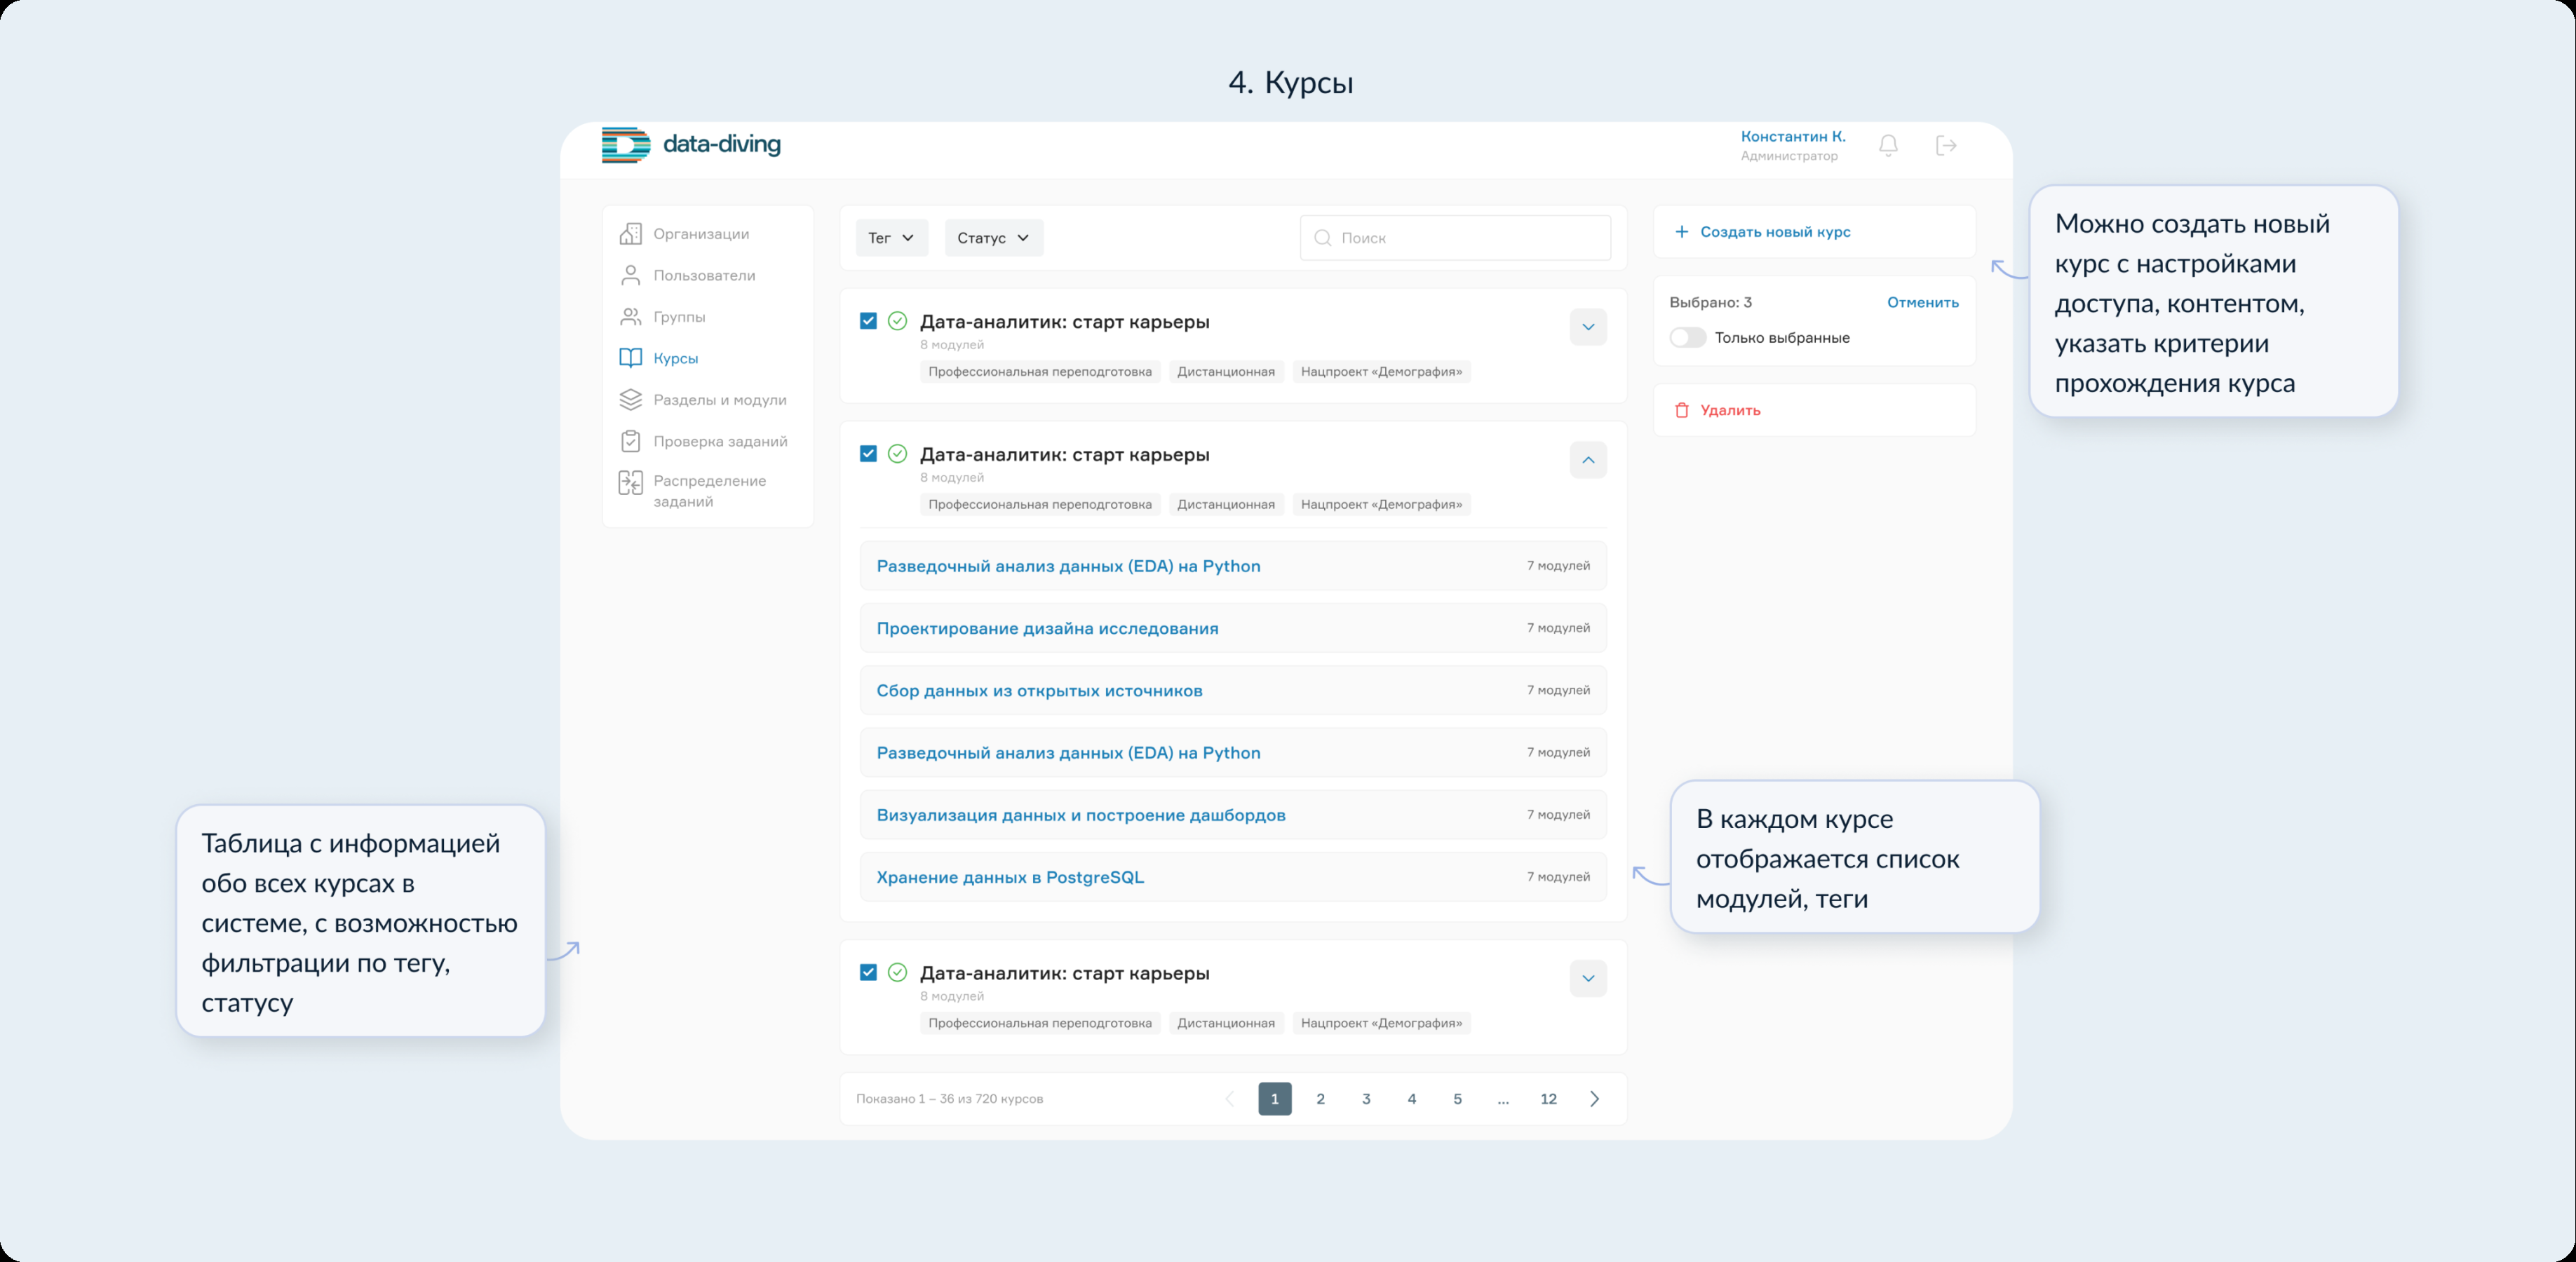 4. Курсы
data-diving
Константин К.
Администратор
Организации
Пользователи
Группы
Курсы
Разделы и модули
Проверка заданий
Распределение
заданий
Тег
Статус
Поиск
Дата-аналитик: старт карьеры
8 модулей
Профессиональная переподготовка Дистанционная Нацпроект «Демография»
Дата-аналитик: старт карьеры
8 модулей
Профессиональная переподготовка Дистанционная Нацпроект «Демография»
Разведочный анализ данных (EDA) на Python 7 модулей
Проектирование дизайна исследования 7 модулей
Сбор данных из открытых источников 7 модулей
Разведочный анализ данных (EDA) на Python 7 модулей
Визуализация данных и построение дашбордов 7 модулей
Хранение данных в PostgreSQL 7 модулей
Дата-аналитик: старт карьеры
8 модулей
Профессиональная переподготовка Дистанционная Нацпроект «Демография»
Показано 1 – 36 из 720 курсов
1 2 3 4 5 ... 12
+ Создать новый курс
Выбрано: 3 Отменить
Только выбранные
Удалить
Можно создать новый
курс с настройками
доступа, контентом,
указать критерии
прохождения курса
В каждом курсе
отображается список
модулей, теги
Таблица с информацией
обо всех курсах в
системе, с возможностью
фильтрации по тегу,
статусу